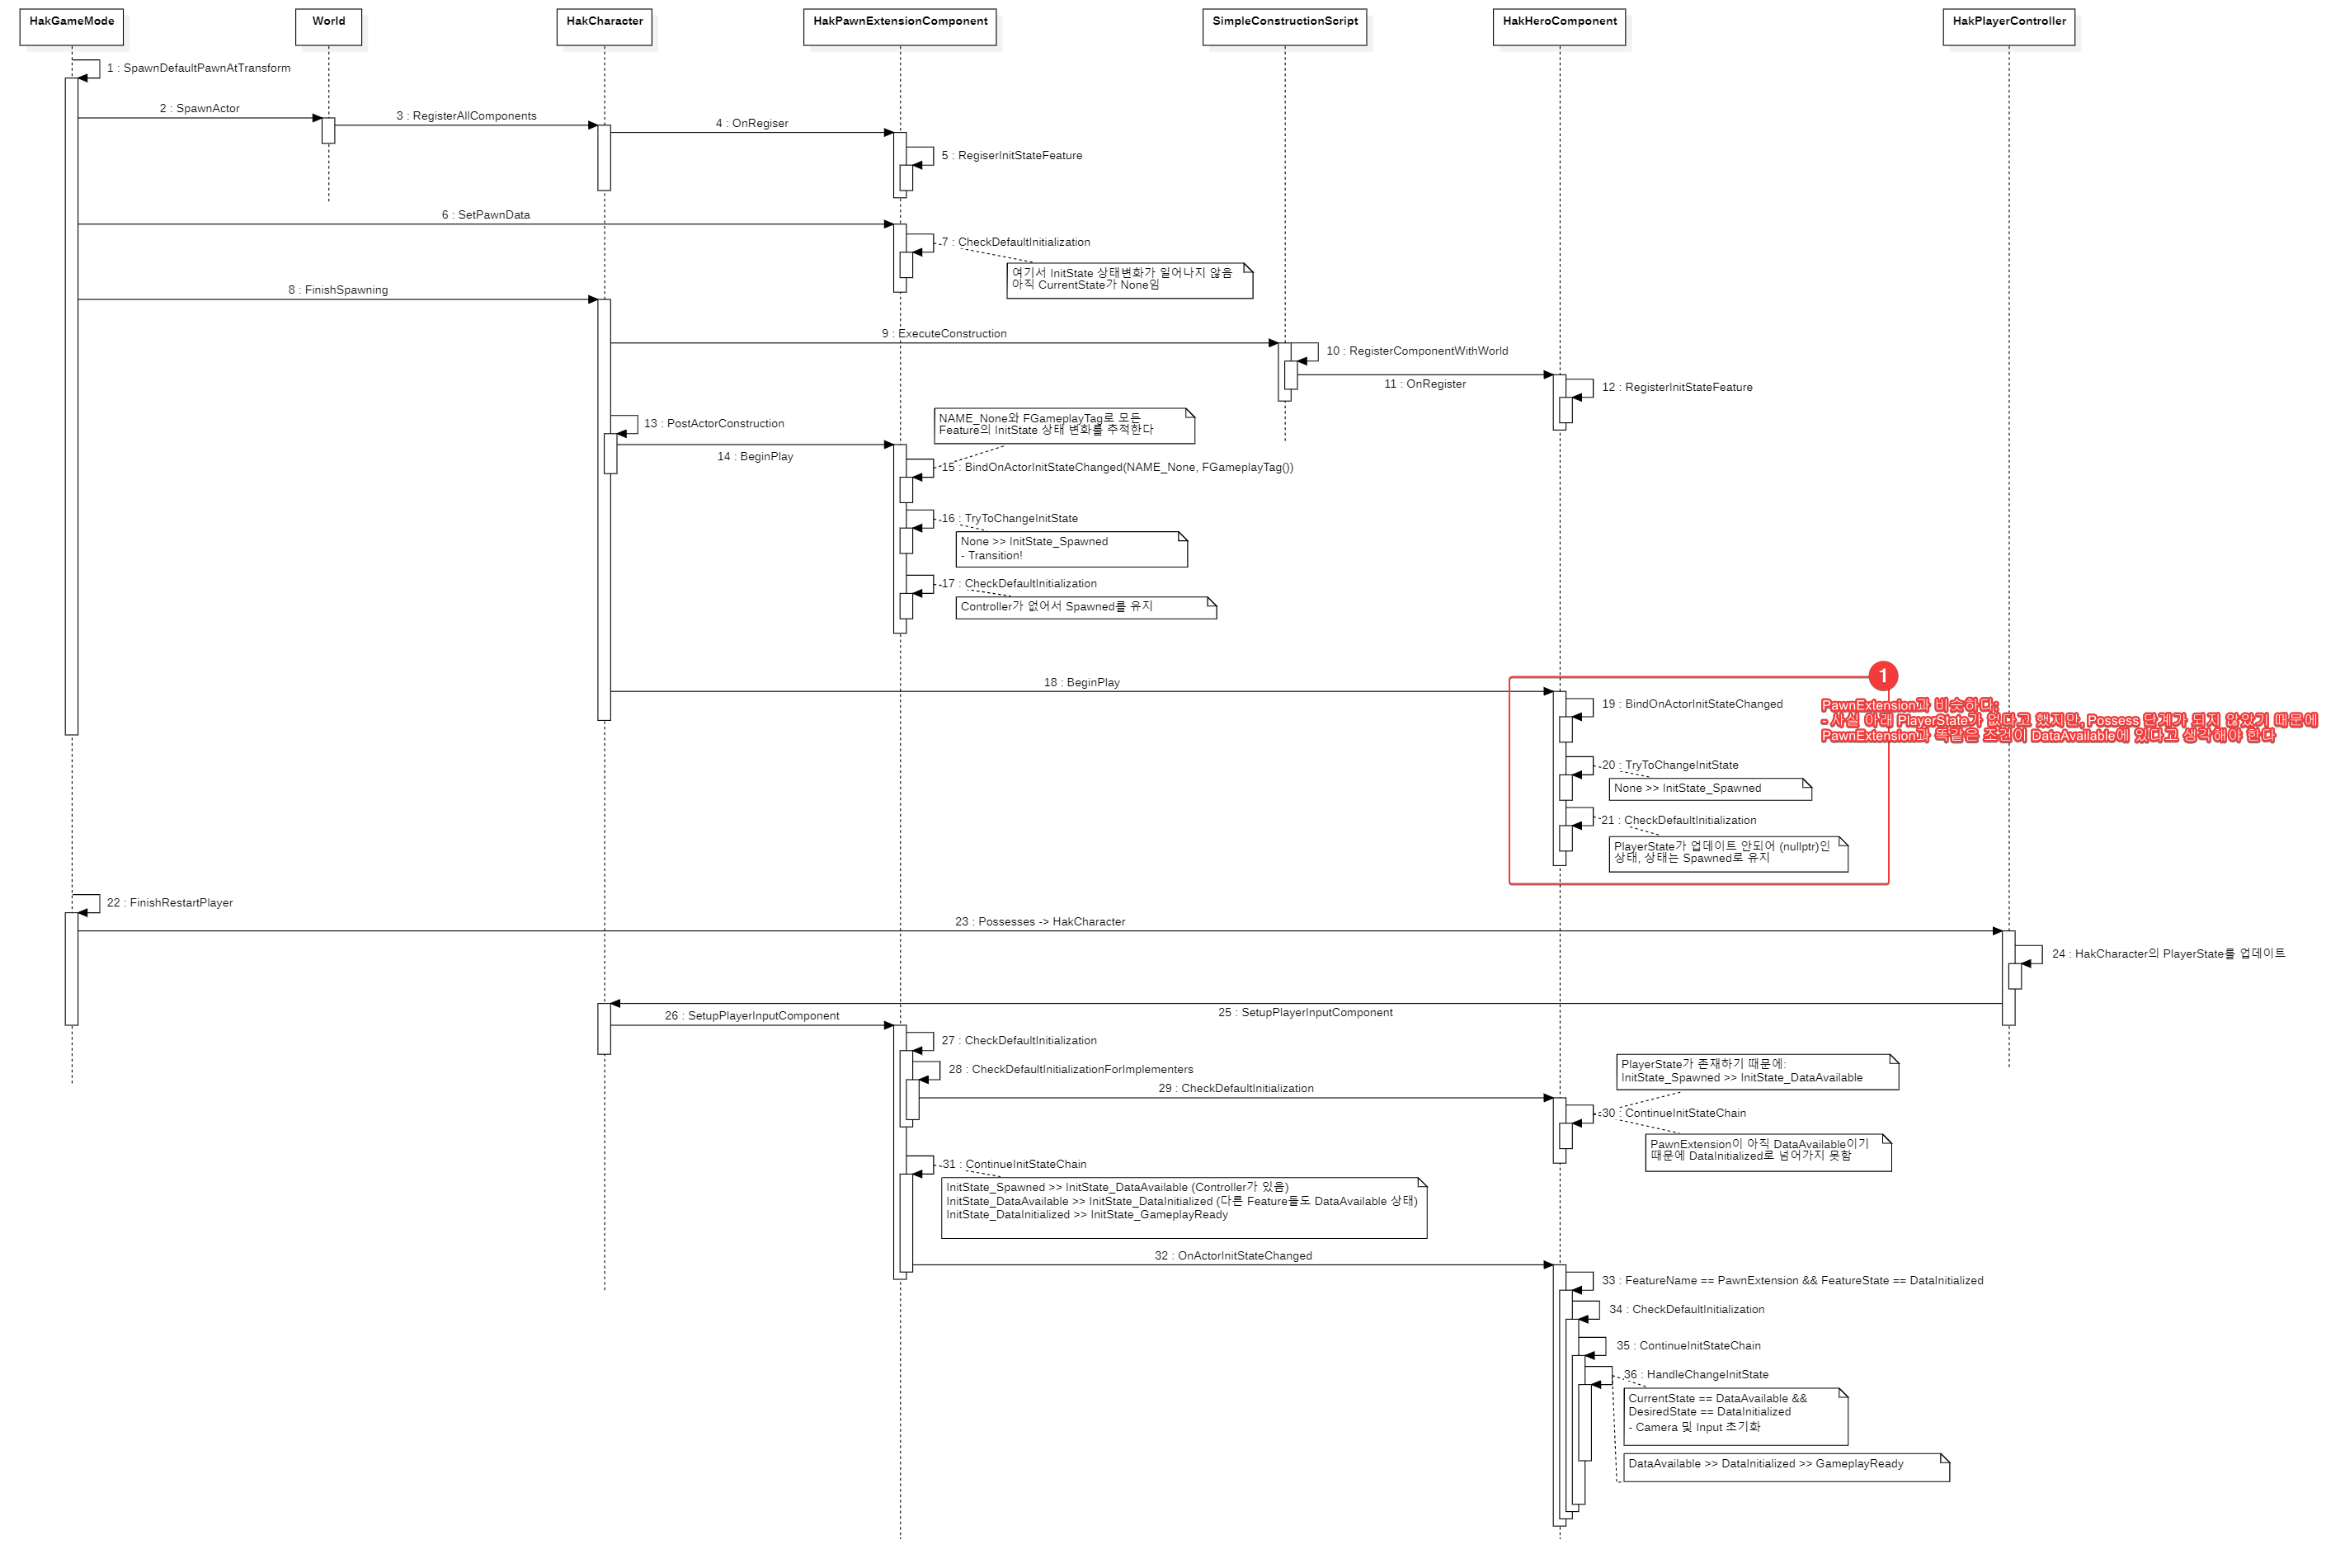 HakGameMode
World
HakCharacter
HakPawnExtensionComponent
SimpleConstructionScript
HakHeroComponent
HakPlayerController
1 : SpawnDefaultPawnAtTransform
2 : SpawnActor
3 : RegisterAllComponents
4 : OnRegiser
5 : RegiserInitStateFeature
6 : SetPawnData
7 : CheckDefaultInitialization
여기서 InitState 상태변화가 일어나지 않음
아직 CurrentState가 None임
8 : FinishSpawning
9 : ExecuteConstruction
10 : RegisterComponentWithWorld
11 : OnRegister
12 : RegisterInitStateFeature
13 : PostActorConstruction
NAME_None와 FGameplayTag로 모든
Feature의 InitState 상태 변화를 추적한다
14 : BeginPlay
15 : BindOnActorInitStateChanged(NAME_None, FGameplayTag())
16 : TryToChangeInitState
None >> InitState_Spawned
- Transition!
17 : CheckDefaultInitialization
Controller가 없어서 Spawned를 유지
18 : BeginPlay
1
19 : BindOnActorInitStateChanged
PawnExtension과 비슷하다:
- 사실 아래 PlayerState가 없다고 했지만, Possess 단계가 되지 않았기 때문에
PawnExtension과 똑같은 조건이 DataAvailable에 있다고 생각해야 한다
20 : TryToChangeInitState
None >> InitState_Spawned
21 : CheckDefaultInitialization
PlayerState가 업데이트 안되어 (nullptr)인
상태, 상태는 Spawned로 유지
22 : FinishRestartPlayer
23 : Possesses -> HakCharacter
24 : HakCharacter의 PlayerState를 업데이트
25 : SetupPlayerInputComponent
26 : SetupPlayerInputComponent
27 : CheckDefaultInitialization
28 : CheckDefaultInitializationForImplementers
29 : CheckDefaultInitialization
PlayerState가 존재하기 때문에:
InitState_Spawned >> InitState_DataAvailable
30 : ContinueInitStateChain
PawnExtension이 아직 DataAvailable이기
때문에 DataInitialized로 넘어가지 못함
31 : ContinueInitStateChain
InitState_Spawned >> InitState_DataAvailable (Controller가 있음)
InitState_DataAvailable >> InitState_DataInitialized (다른 Feature들도 DataAvailable 상태)
InitState_DataInitialized >> InitState_GameplayReady
32 : OnActorInitStateChanged
33 : FeatureName == PawnExtension && FeatureState == DataInitialized
34 : CheckDefaultInitialization
35 : ContinueInitStateChain
36 : HandleChangeInitState
CurrentState == DataAvailable &&
DesiredState == DataInitialized
- Camera 및 Input 초기화
DataAvailable >> DataInitialized >> GameplayReady